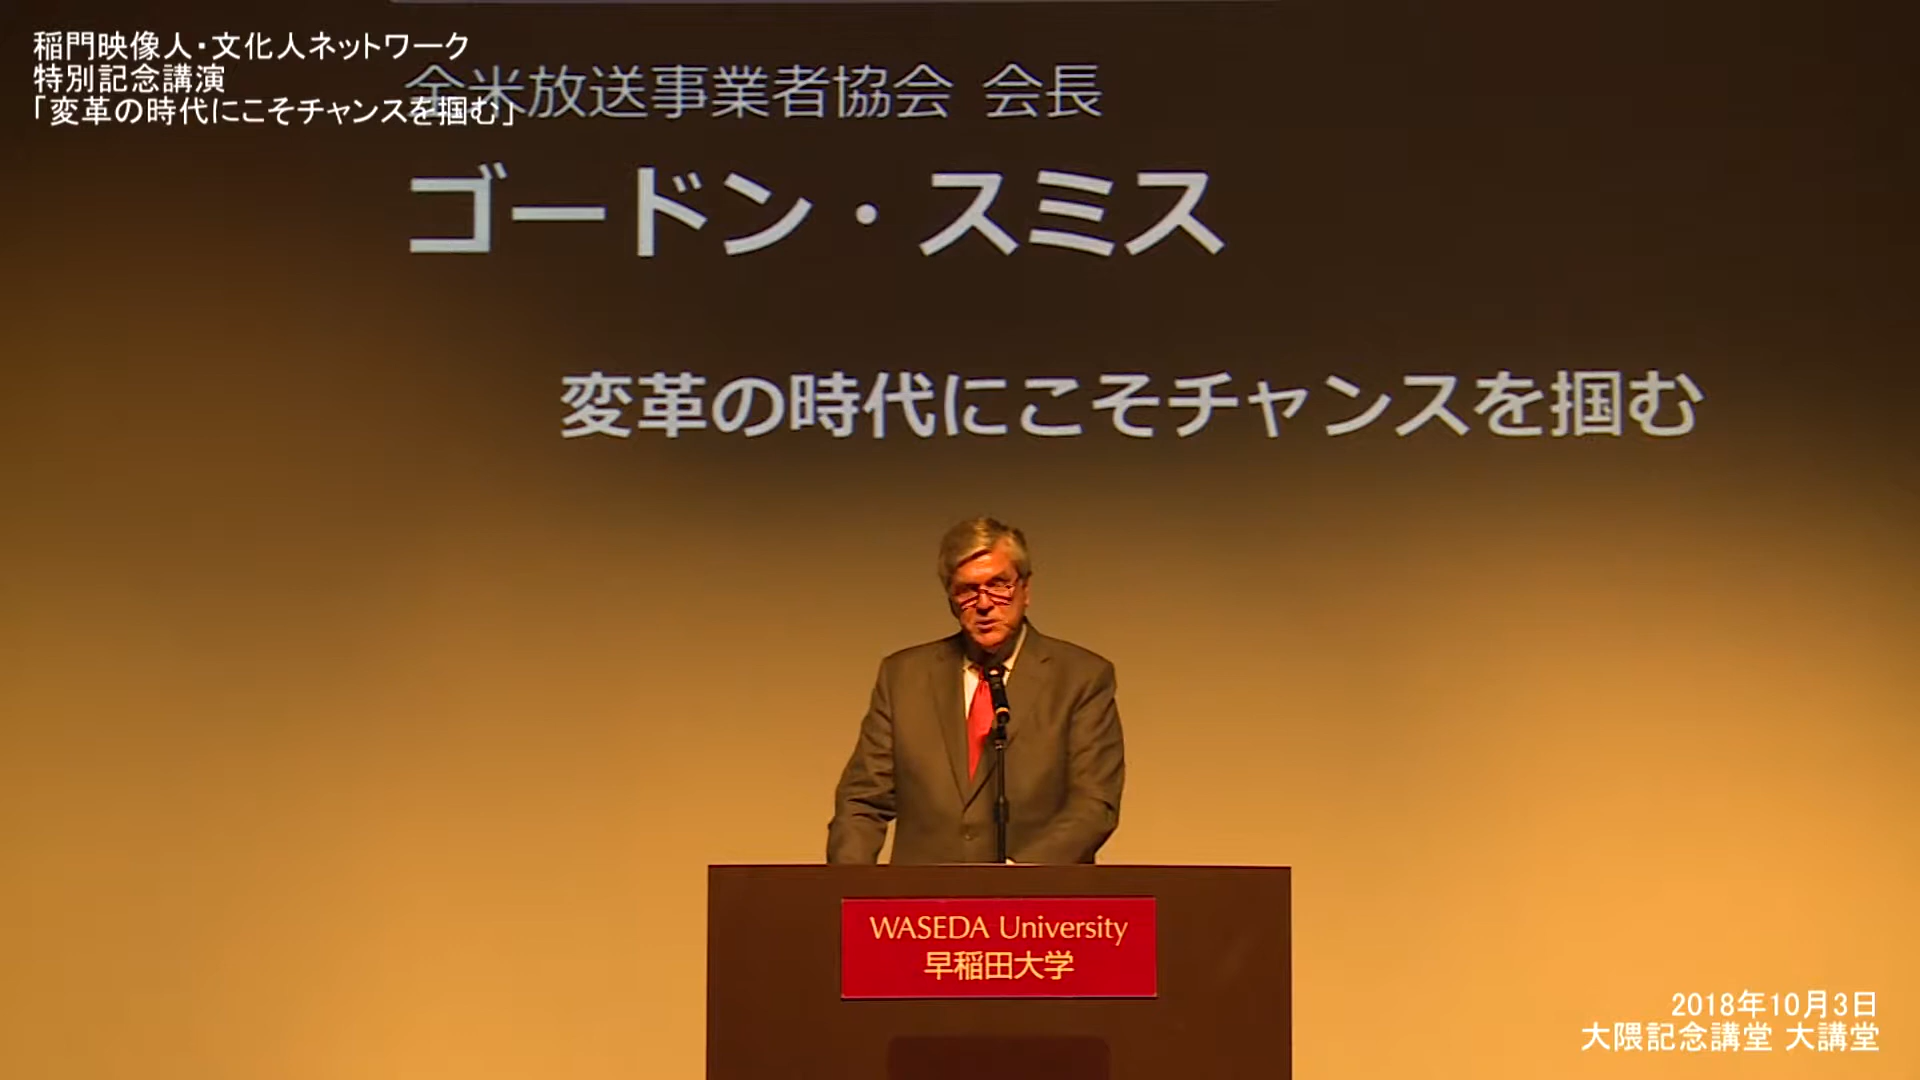 稲門映像人・文化人ネットワーク
特別記念講演
「変革の時代にこそチャンスを掴む」
全米放送事業者協会 会長
ゴードン・スミス
変革の時代にこそチャンスを掴む
WASEDA University
早稲田大学
2018年10月3日
大隈記念講堂 大講堂